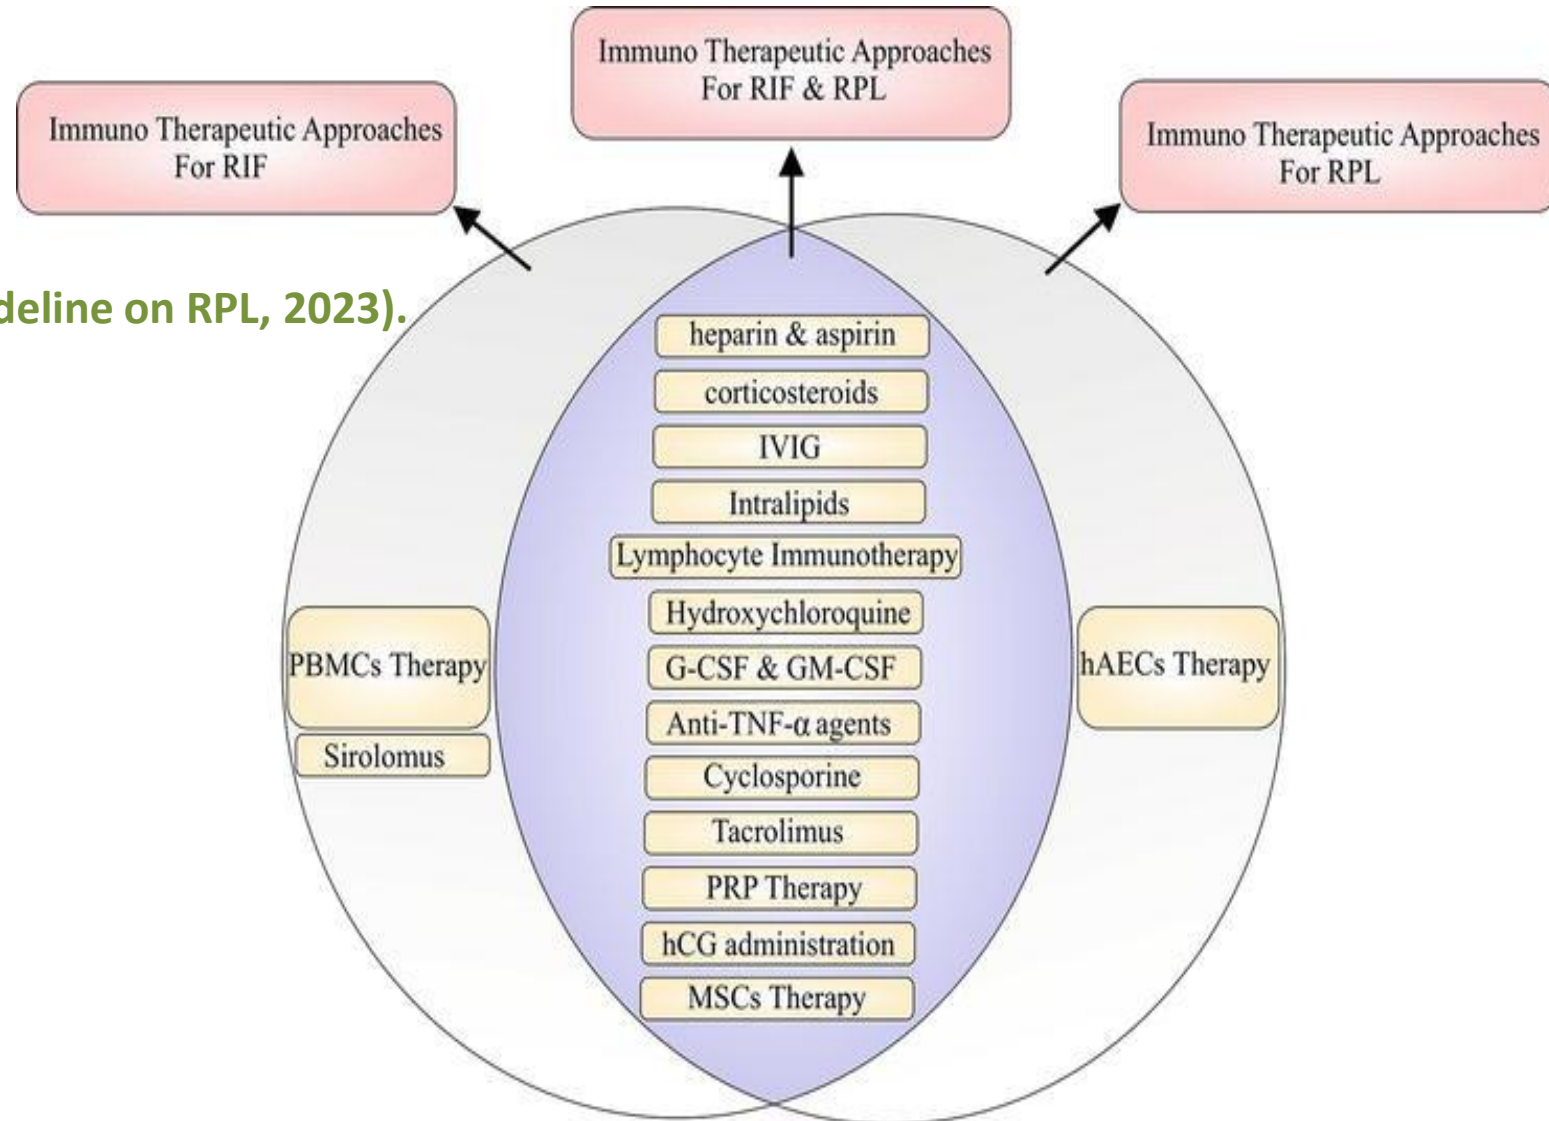 Immuno Therapeutic Approaches
For RIF & RPL
Immuno Therapeutic Approaches
For RIF
Immuno Therapeutic Approaches
For RPL
deline on RPL, 2023).
heparin & aspirin
corticosteroids
IVIG
Intralipids
Lymphocyte Immunotherapy
Hydroxychloroquine
G-CSF & GM-CSF
Anti-TNF-α agents
Cyclosporine
Tacrolimus
PRP Therapy
hCG administration
MSCs Therapy
PBMCs Therapy
Sirolomus
hAECs Therapy